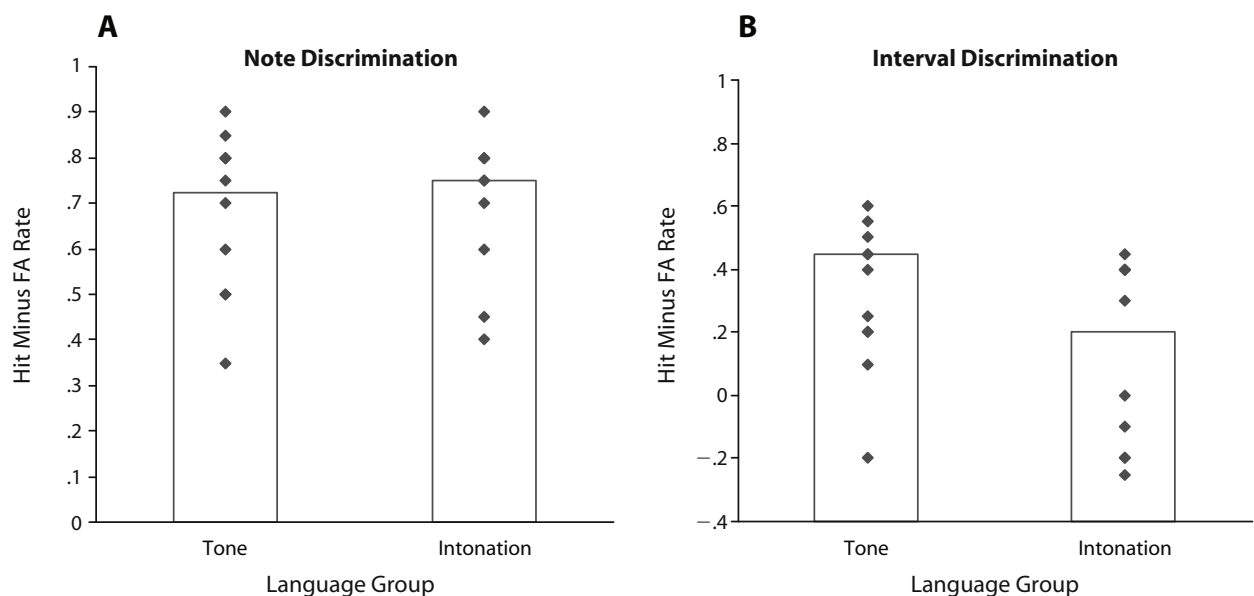 A
Note Discrimination
Hit Minus FA Rate
1
.9
.8
.7
.6
.5
.4
.3
.2
.1
0
Tone
Intonation
Language Group
B
Interval Discrimination
Hit Minus FA Rate
1
.8
.6
.4
.2
0
−.2
−.4
Tone
Intonation
Language Group